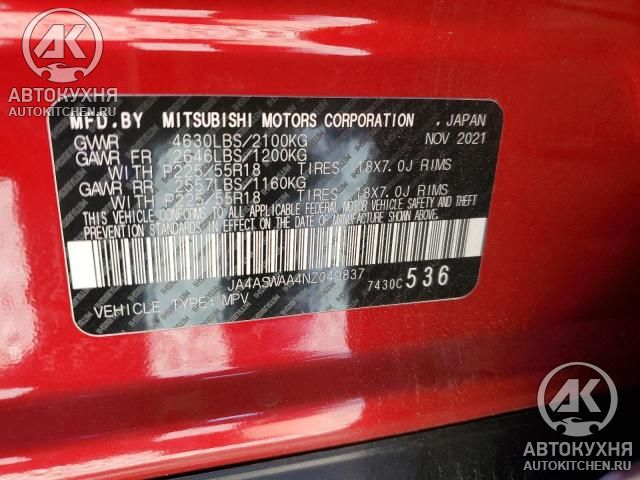 АВТОКУХНЯ
AUTOKITCHEN.RU
MFD.BY MITSUBISHI MOTORS CORPORATION , JAPAN
GVWR 4630LBS/2100KG NOV 2021
GAWR FR 2646LBS/1200KG
WITH P225/55R18 TIRES 18X7.0J RIMS
GAWR RR 2557LBS/1160KG
WITH P225/55R18 TIRES 18X7.0J RIMS
THIS VEHICLE CONFORMS TO ALL APPLICABLE FEDERAL MOTOR VEHICLE SAFETY AND THEFT
PREVENTION STANDARDS IN EFFECT ON THE DATE OF MANUFACTURE SHOWN ABOVE.
JA4ASWAA4NZ049837 7430C 536
VEHICLE TYPE: MPV
АК
АВТОКУХНЯ
AUTOKITCHEN.RU